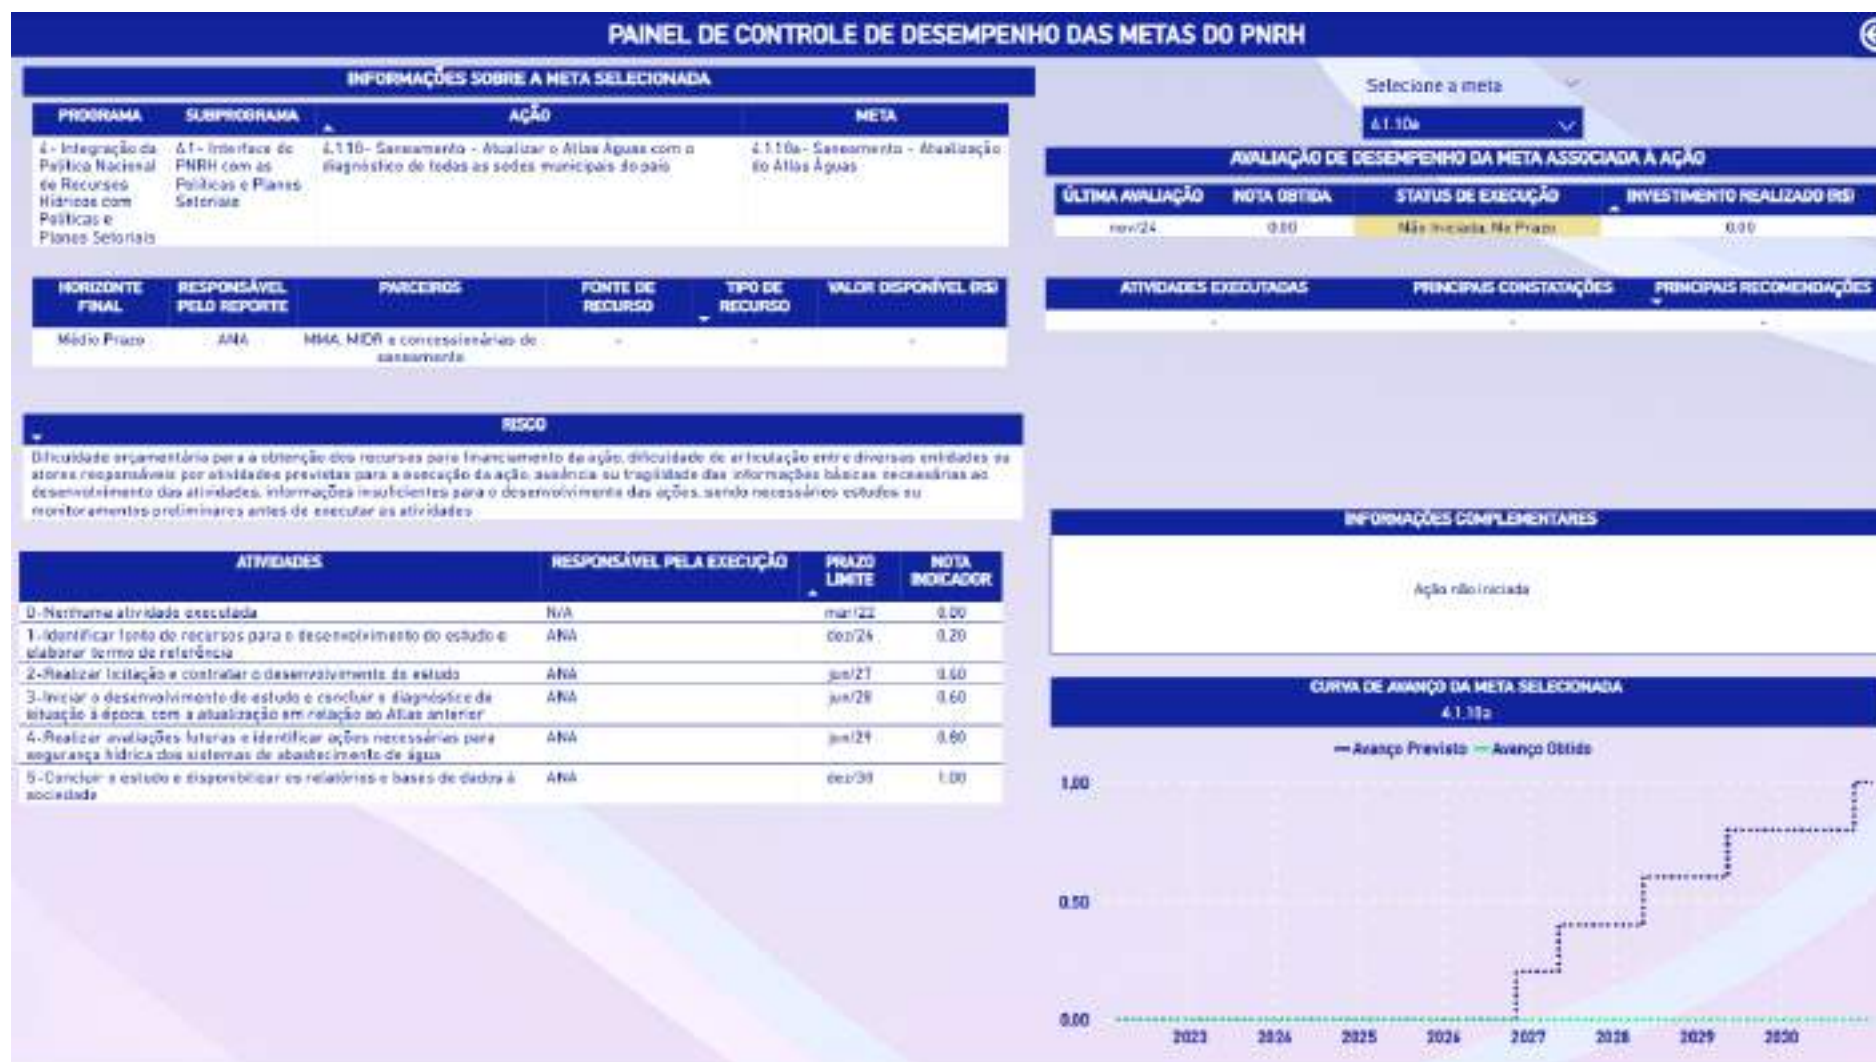 PAINEL DE CONTROLE DE DESEMPENHO DAS METAS DO PNRH
INFORMAÇÕES SOBRE A META SELECIONADA
PROGRAMA SUBPROGRAMA AÇÃO META
4- Integração da Política Nacional de Recursos Hídricos com Políticas e Planos Setoriais
4.1- Interface do PNRH com as Políticas e Planos Setoriais
4.1.10- Saneamento - Atualizar o Atlas Águas com o diagnóstico de todas as sedes municipais do país
4.1.10a- Saneamento - Atualização do Atlas Águas
HORIZONTE FINAL RESPONSÁVEL PELO REPORTE PARCEIROS FONTE DE RECURSO TIPO DE RECURSO VALOR DISPONÍVEL (R$)
Médio Prazo ANA MMA, MIDR e concessionárias de saneamento - - -
RISCO
Dificuldade orçamentária para a obtenção dos recursos para financiamento da ação, dificuldade de articulação entre diversas entidades ou
atores responsáveis por atividades previstas para a execução da ação, ausência ou fragilidade das informações básicas necessárias ao
desenvolvimento das atividades, informações insuficientes para o desenvolvimento das ações, sendo necessários estudos ou
monitoramentos preliminares antes de executar as atividades
ATIVIDADES RESPONSÁVEL PELA EXECUÇÃO PRAZO LIMITE NOTA INDICADOR
0-Nenhuma atividade executada N/A mar/22 0.00
1-Identificar fonte de recursos para o desenvolvimento do estudo e elaborar termo de referência ANA dez/26 0.20
2-Realizar licitação e contratar o desenvolvimento do estudo ANA jun/27 0.40
3-Iniciar o desenvolvimento do estudo e concluir o diagnóstico da situação à época, com a atualização em relação ao Atlas anterior ANA jun/28 0.60
4-Realizar avaliações futuras e identificar ações necessárias para segurança hídrica dos sistemas de abastecimento de água ANA jun/29 0.80
5-Concluir o estudo e disponibilizar os relatórios e bases de dados à sociedade ANA dez/30 1.00
Selecione a meta
4.1.10a
AVALIAÇÃO DE DESEMPENHO DA META ASSOCIADA À AÇÃO
ÚLTIMA AVALIAÇÃO NOTA OBTIDA STATUS DE EXECUÇÃO INVESTIMENTO REALIZADO (R$)
nov/24 0.00 Não Iniciada, No Prazo 0.00
ATIVIDADES EXECUTADAS PRINCIPAIS CONSTATAÇÕES PRINCIPAIS RECOMENDAÇÕES
- - -
INFORMAÇÕES COMPLEMENTARES
Ação não iniciada
CURVA DE AVANÇO DA META SELECIONADA
4.1.10a
Avanço Previsto Avanço Obtido
1.00
0.50
0.00
2023 2024 2025 2026 2027 2028 2029 2030